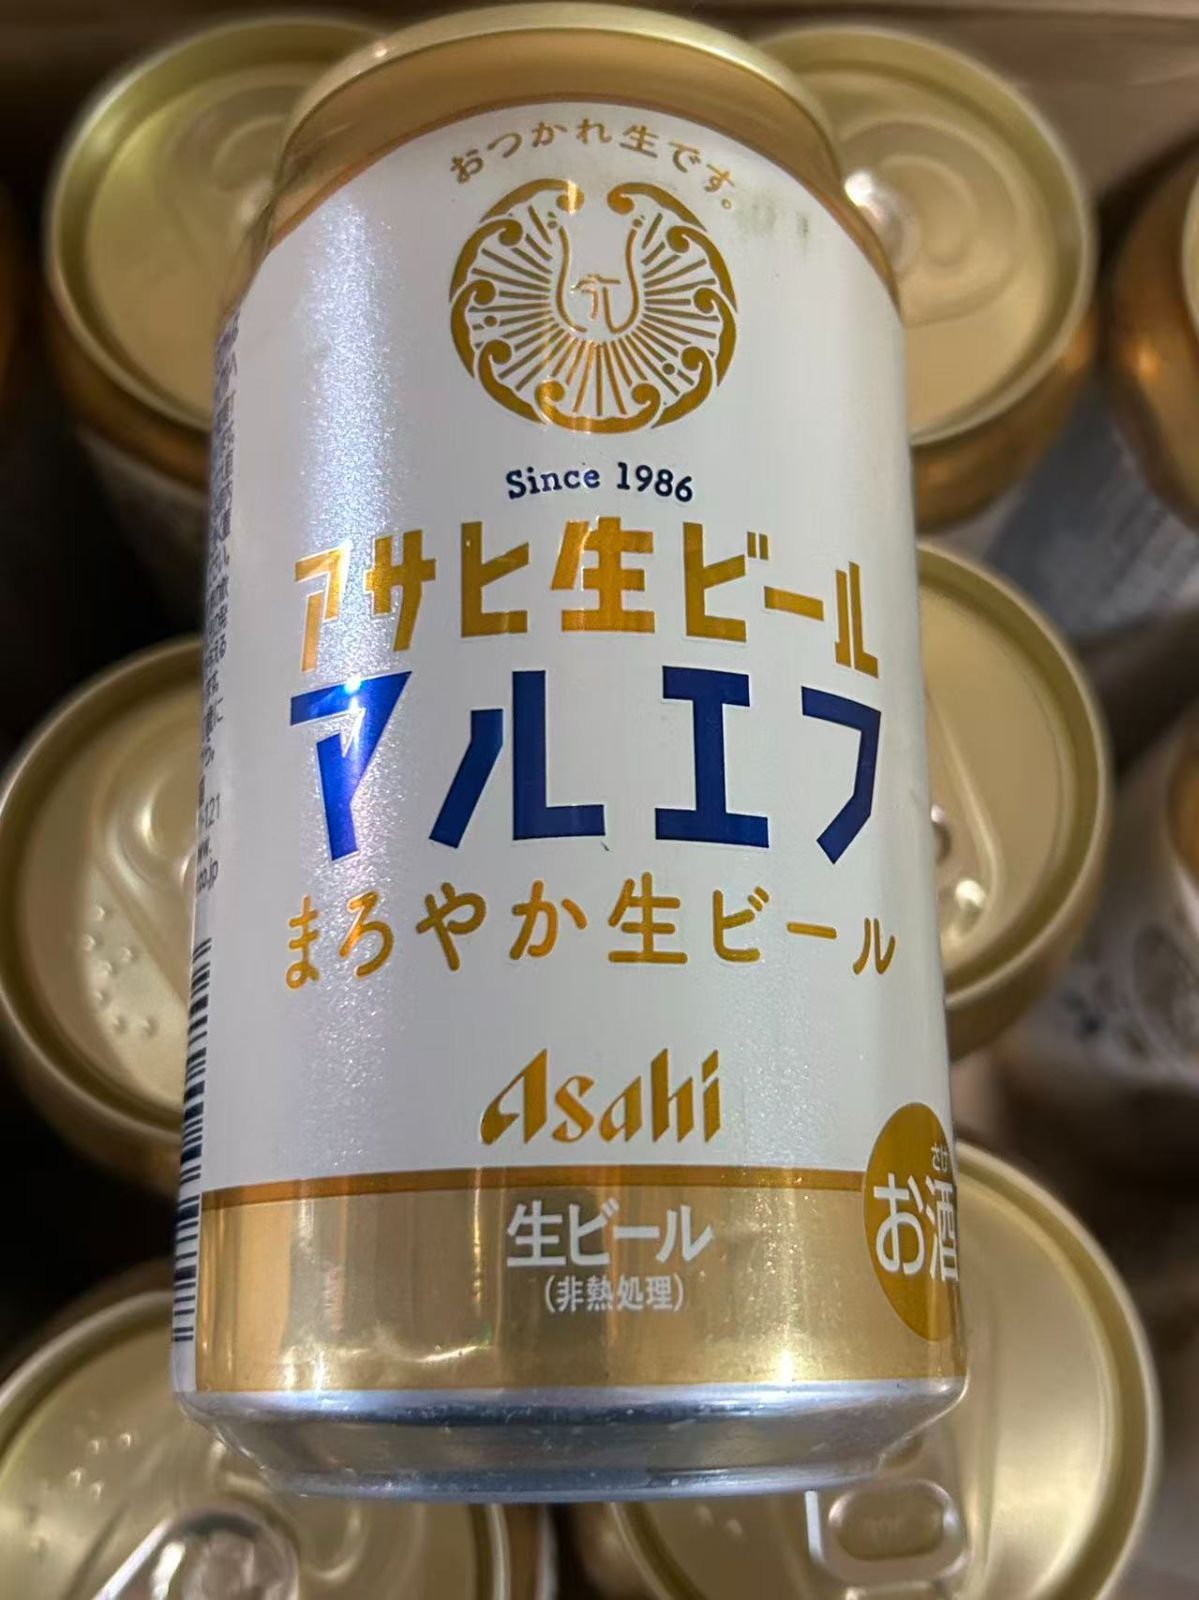 おつかれ生です。
Since 1986
アサヒ生ビール
マルエフ
まろやか生ビール
Asahi
生ビール
(非熱処理)
さけ
お酒